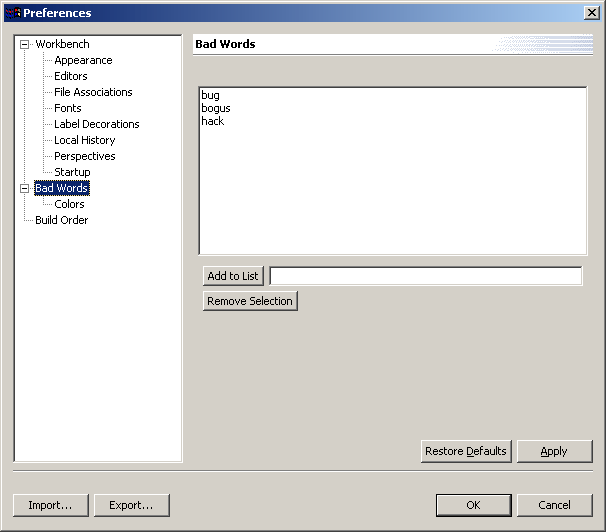 Preferences
Workbench
Appearance
Editors
File Associations
Fonts
Label Decorations
Local History
Perspectives
Startup
Bad Words
Colors
Build Order
Bad Words
bug
bogus
hack
Add to List
Remove Selection
Restore Defaults
Apply
Import...
Export...
OK
Cancel